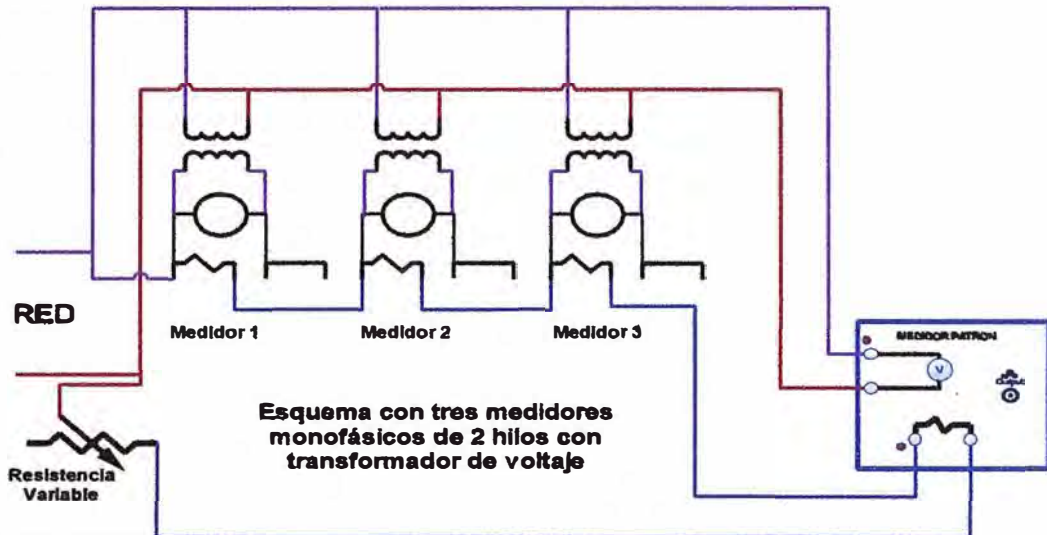 RED
Medidor 1
Medidor 2
Medidor 3
MEDIDOR PATRON
V
Esquema con tres medidores
monofásicos de 2 hilos con
transformador de voltaje
Resistencia
Variable